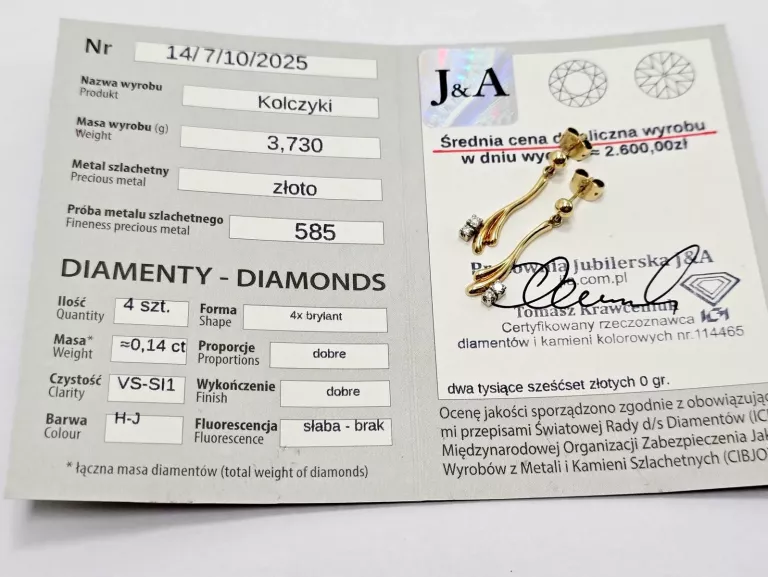 Nr 14/7/10/2025
Nazwa wyrobu
Produkt
Kolczyki
Masa wyrobu (g)
Weight
3,730
Metal szlachetny
Precious metal
złoto
Próba metalu szlachetnego
Fineness precious metal
585
DIAMENTY - DIAMONDS
Ilość
Quantity
4 szt.
Forma
Shape
4x brylant
Masa*
Weight
≈0,14 ct
Proporcje
Proportions
dobre
Czystość
Clarity
VS-SI1
Wykończenie
Finish
dobre
Barwa
Colour
H-J
Fluorescencja
Fluorescence
słaba - brak
* łączna masa diamentów (total weight of diamonds)
J&A
Średnia cena wyrobu
w dniu ≈ 2.600,00zł
Jubilerska J&A
.com.pl
Tomasz Krawceniuk
Certyfikowany rzeczoznawca
diamentów i kamieni kolorowych nr.114465
dwa tysiące sześćset złotych 0 gr.
Ocenę jakości sporządzono zgodnie z obowiązując
mi przepisami Światowej Rady d/s Diamentów
Międzynarodowej Organizacji Zabezpieczenia Jak
Wyrobów z Metali i Kamieni Szlachetnych (CIBJO